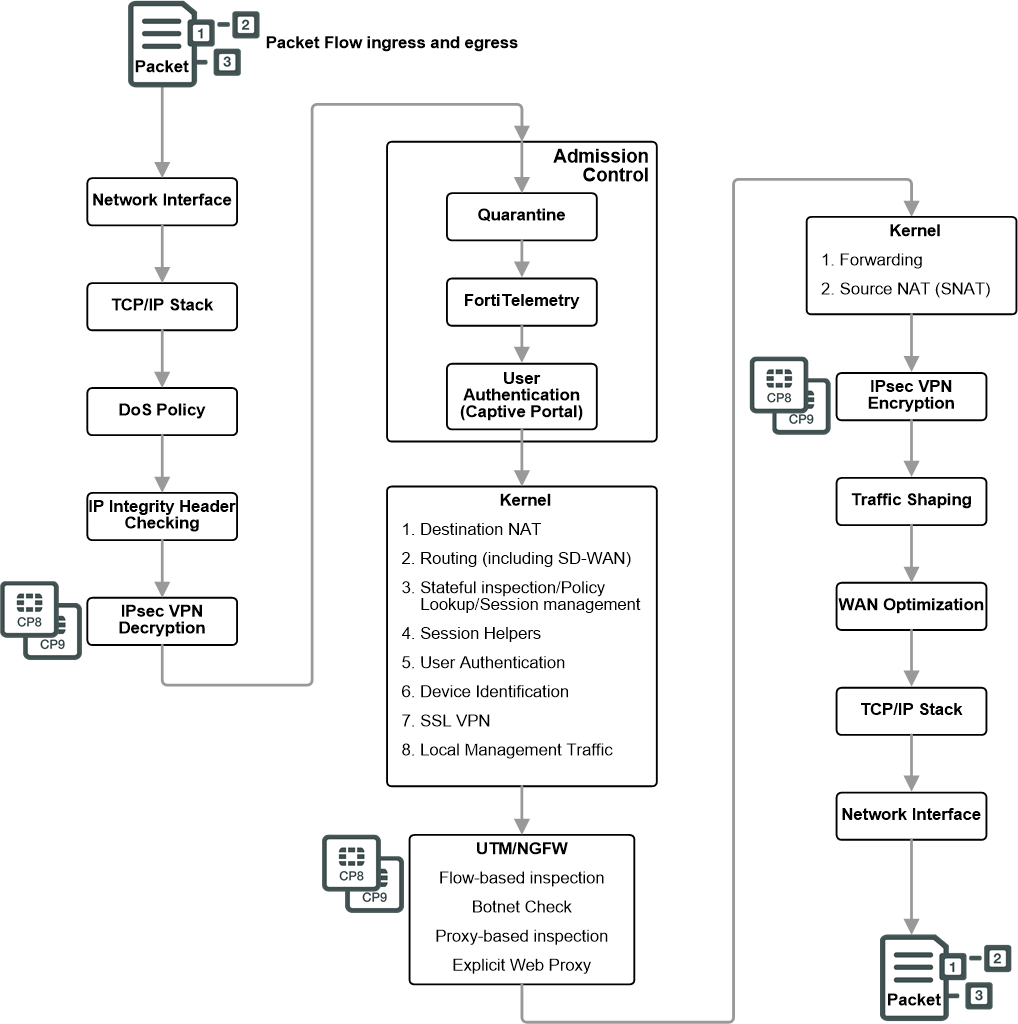 Packet Flow ingress and egress
1
2
3
Packet
Network Interface
TCP/IP Stack
DoS Policy
IP Integrity Header
Checking
CP8
CP9
IPsec VPN
Decryption
Admission
Control
Quarantine
FortiTelemetry
User
Authentication
(Captive Portal)
Kernel
1. Destination NAT
2. Routing (including SD-WAN)
3. Stateful inspection/Policy
Lookup/Session management
4. Session Helpers
5. User Authentication
6. Device Identification
7. SSL VPN
8. Local Management Traffic
CP8
CP9
UTM/NGFW
Flow-based inspection
Botnet Check
Proxy-based inspection
Explicit Web Proxy
Kernel
1. Forwarding
2. Source NAT (SNAT)
CP8
CP9
IPsec VPN
Encryption
Traffic Shaping
WAN Optimization
TCP/IP Stack
Network Interface
1
2
3
Packet